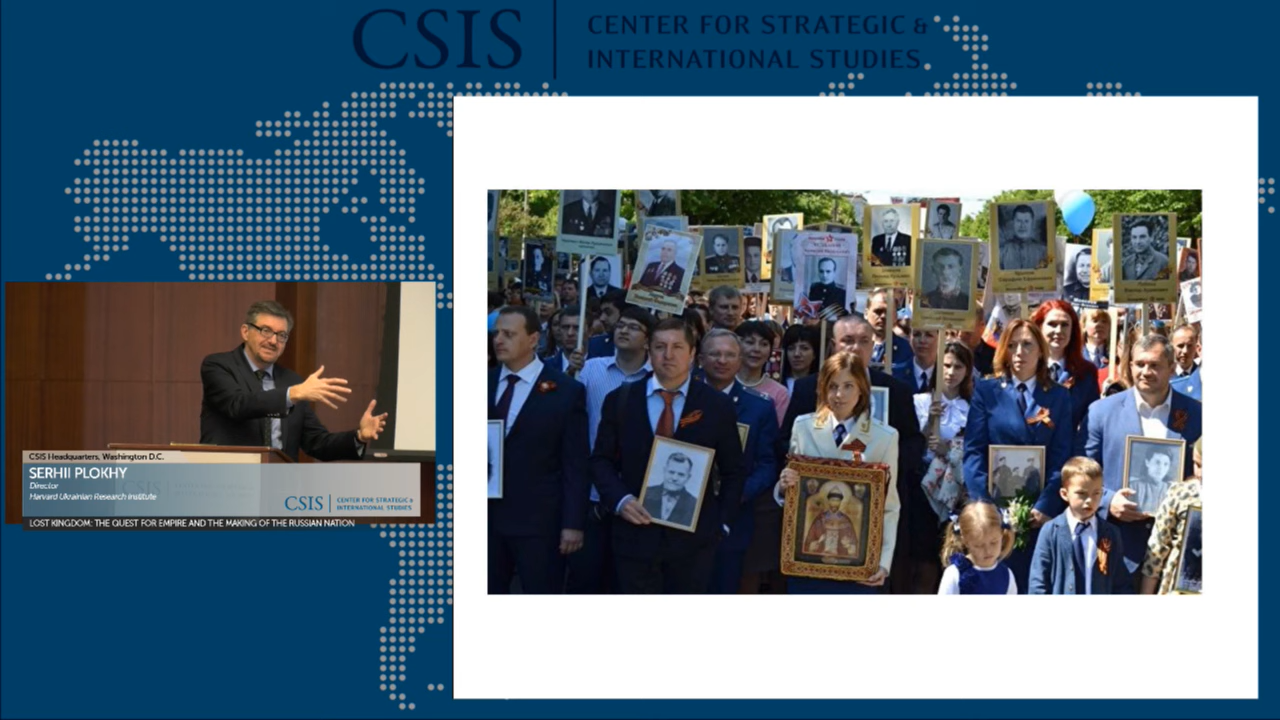 CSIS
CENTER FOR STRATEGIC &
INTERNATIONAL STUDIES
CSIS Headquarters, Washington D.C.
SERHII PLOKHY
Director
Harvard Ukrainian Research Institute
CSIS
CENTER FOR STRATEGIC &
INTERNATIONAL STUDIES
LOST KINGDOM: THE QUEST FOR EMPIRE AND THE MAKING OF THE RUSSIAN NATION